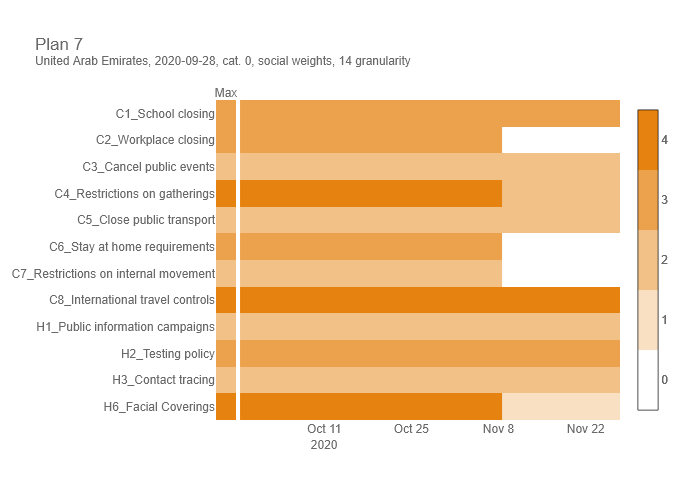 Plan 7
United Arab Emirates, 2020-09-28, cat. 0, social weights, 14 granularity
Max
C1_School closing
C2_Workplace closing
C3_Cancel public events
C4_Restrictions on gatherings
C5_Close public transport
C6_Stay at home requirements
C7_Restrictions on internal movement
C8_International travel controls
H1_Public information campaigns
H2_Testing policy
H3_Contact tracing
H6_Facial Coverings
Oct 11 Oct 25 Nov 8 Nov 22
2020
4
3
2
1
0